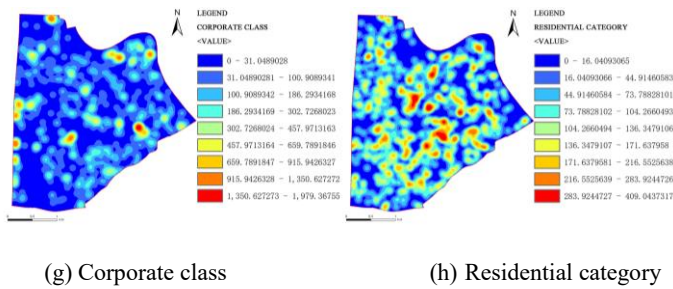 N
LEGEND
CORPORATE CLASS
<VALUE>
0 - 31.0489028
31.04890281 - 100.9089341
100.9089342 - 186.2934168
186.2934169 - 302.7268023
302.7268024 - 457.9713163
457.9713164 - 659.7891846
659.7891847 - 915.9426327
915.9426328 - 1,350.627272
1,350.627273 - 1,979.36755
N
LEGEND
RESIDENTIAL CATEGORY
<VALUE>
0 - 16.04093065
16.04093066 - 44.91460583
44.91460584 - 73.78828101
73.78828102 - 104.2660493
104.2660494 - 136.3479106
136.3479107 - 171.637958
171.6379581 - 216.5525638
216.5525639 - 283.9244726
283.9244727 - 409.0437317
(g) Corporate class
(h) Residential category